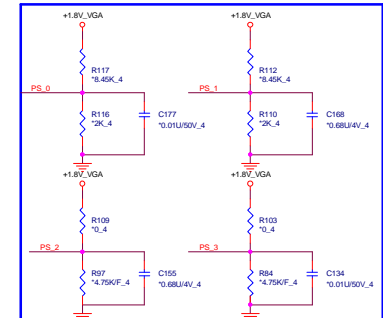 +1.8V_VGA
+1.8V_VGA
R117
*8.45K_4
R112
*8.45K_4
PS_0
PS_1
R116
*2K_4
C177
*0.01U/50V_4
R110
*2K_4
C168
*0.68U/4V_4
+1.8V_VGA
+1.8V_VGA
R109
*0_4
R103
*0_4
PS_2
PS_3
R97
*4.75K/F_4
C155
*0.68U/4V_4
R84
*4.75K/F_4
C134
*0.01U/50V_4